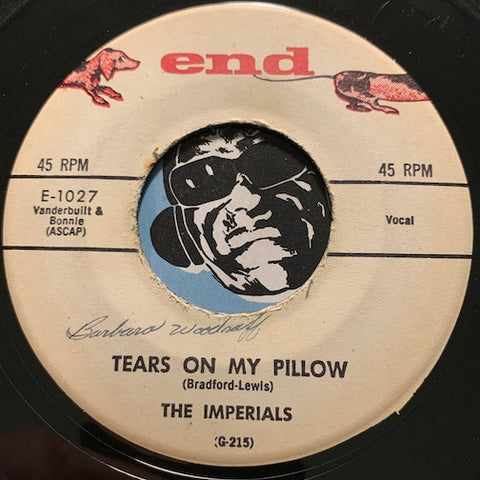 end
45 RPM
45 RPM
E-1027
Vanderbuilt &
Bonnie
(ASCAP)
Vocal
Barbara Woodruff
TEARS ON MY PILLOW
(Bradford-Lewis)
THE IMPERIALS
(G-215)